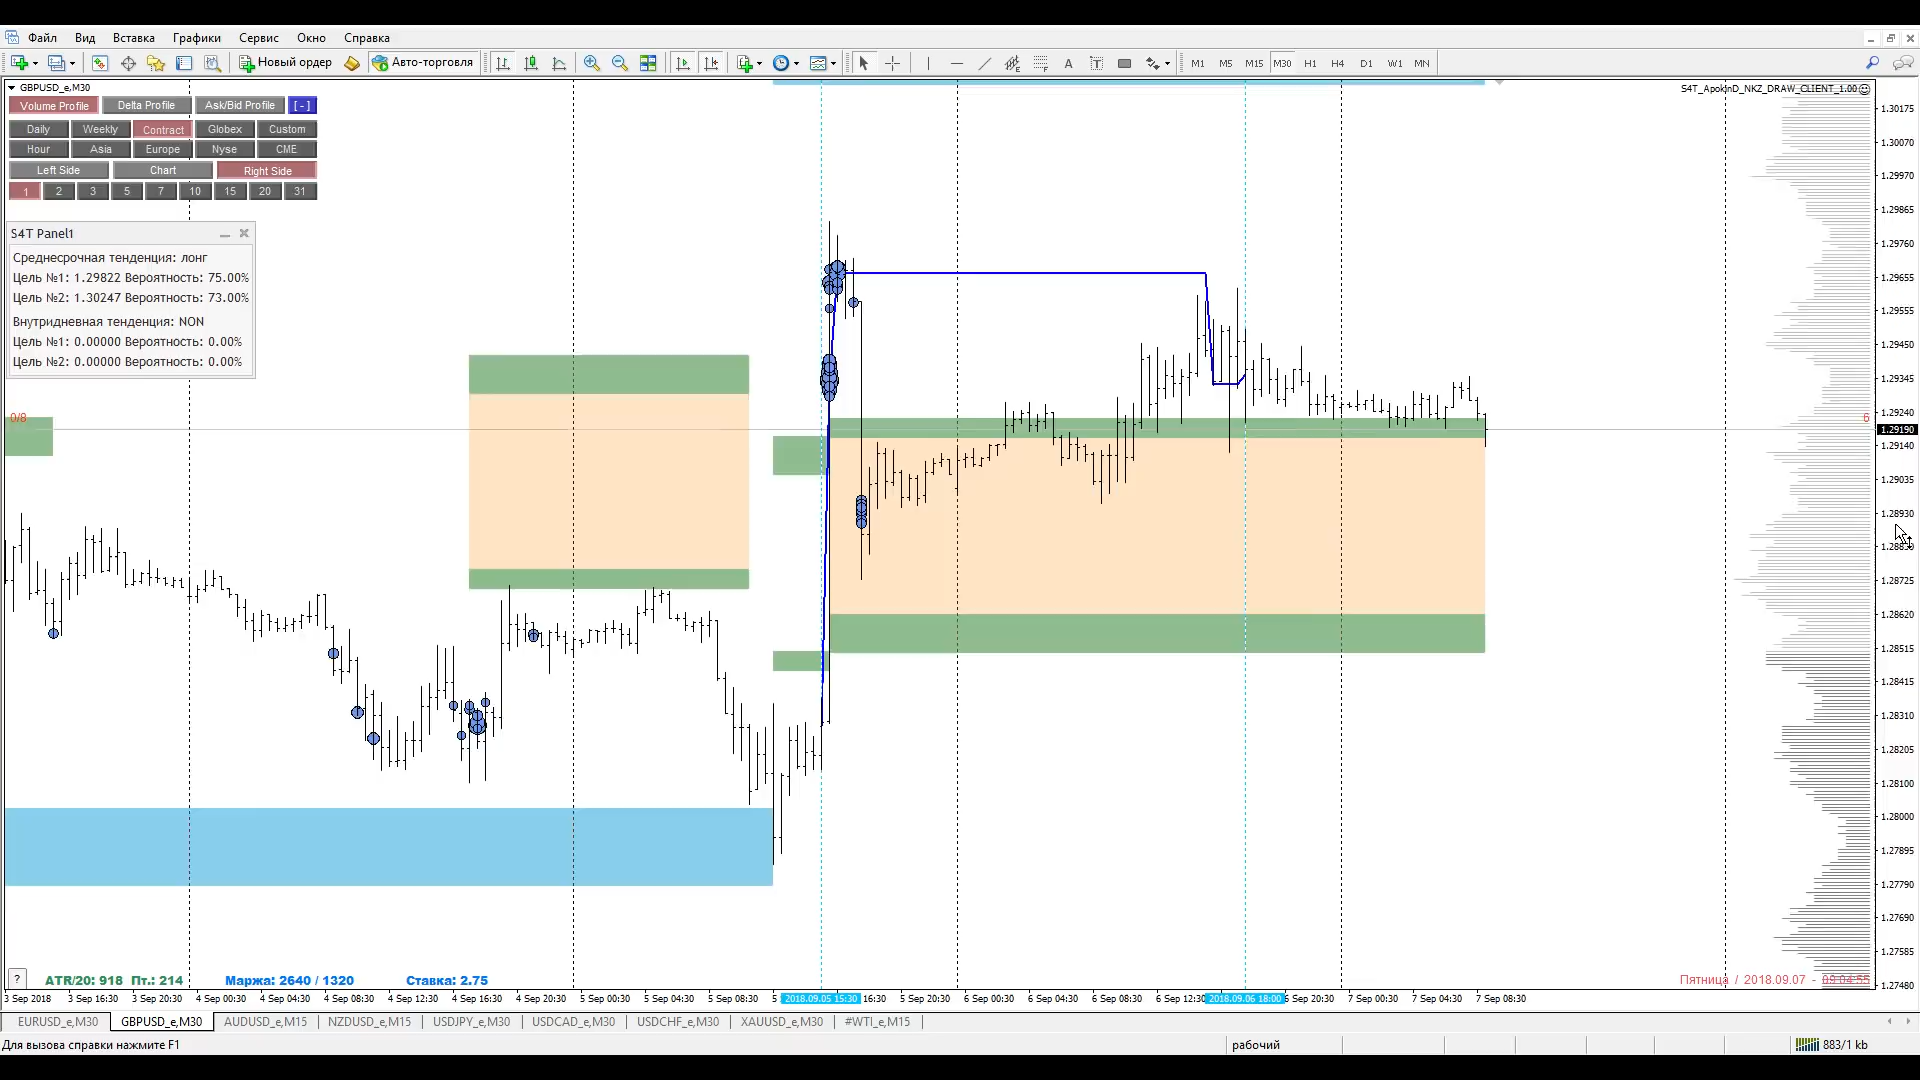 Файл Вид Вставка Графики Сервис Окно Справка
Новый ордер Авто-торговля A T M1 M5 M15 M30 H1 H4 D1 W1 MN
GBPUSD_e,M30
S4T_ApokinD_NKZ_DRAW_CLIENT_1.00
Volume Profile Delta Profile Ask/Bid Profile [-]
Daily Weekly Contract Globex Custom
Hour Asia Europe Nyse CME
Left Side Chart Right Side
1 2 3 5 7 10 15 20 31
S4T Panel1
Среднесрочная тенденция: лонг
Цель №1: 1.29822 Вероятность: 75.00%
Цель №2: 1.30247 Вероятность: 73.00%
Внутридневная тенденция: NON
Цель №1: 0.00000 Вероятность: 0.00%
Цель №2: 0.00000 Вероятность: 0.00%
0/8
6
1.30175
1.30070
1.29970
1.29865
1.29760
1.29655
1.29555
1.29450
1.29345
1.29240
1.29190
1.29140
1.29035
1.28930
1.28725
1.28620
1.28515
1.28415
1.28310
1.28205
1.28100
1.28000
1.27895
1.27790
1.27690
1.27585
1.27480
? ATR/20: 918 Пт.: 214 Маржа: 2640 / 1320 Ставка: 2.75
Пятница / 2018.09.07 - 09:04:55
3 Sep 2018 3 Sep 16:30 3 Sep 20:30 4 Sep 00:30 4 Sep 04:30 4 Sep 08:30 4 Sep 12:30 4 Sep 16:30 4 Sep 20:30 5 Sep 00:30 5 Sep 04:30 5 Sep 08:30 5 2018.09.05 15:30 16:30 5 Sep 20:30 6 Sep 00:30 6 Sep 04:30 6 Sep 08:30 6 Sep 12:30 2018.09.06 18:00 Sep 20:30 7 Sep 00:30 7 Sep 04:30 7 Sep 08:30
EURUSD_e,M30 GBPUSD_e,M30 AUDUSD_e,M15 NZDUSD_e,M15 USDJPY_e,M30 USDCAD_e,M30 USDCHF_e,M30 XAUUSD_e,M30 #WTI_e,M15
Для вызова справки нажмите F1 рабочий 883/1 kb